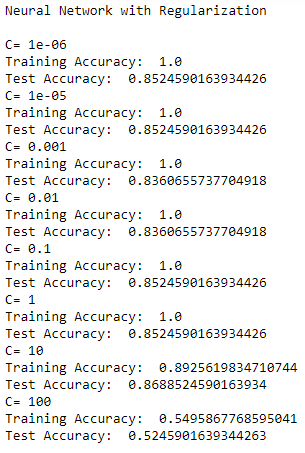 Neural Network with Regularization
C= 1e-06
Training Accuracy:  1.0
Test Accuracy:  0.8524590163934426
C= 1e-05
Training Accuracy:  1.0
Test Accuracy:  0.8524590163934426
C= 0.001
Training Accuracy:  1.0
Test Accuracy:  0.8360655737704918
C= 0.01
Training Accuracy:  1.0
Test Accuracy:  0.8360655737704918
C= 0.1
Training Accuracy:  1.0
Test Accuracy:  0.8524590163934426
C= 1
Training Accuracy:  1.0
Test Accuracy:  0.8524590163934426
C= 10
Training Accuracy:  0.8925619834710744
Test Accuracy:  0.8688524590163934
C= 100
Training Accuracy:  0.5495867768595041
Test Accuracy:  0.5245901639344263